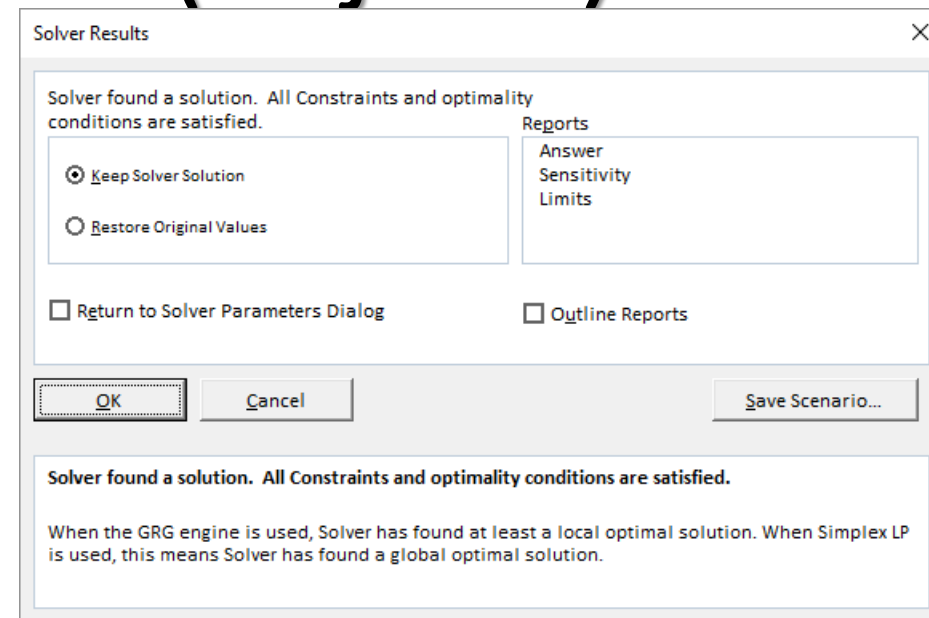 Solver Results
Solver found a solution. All Constraints and optimality
conditions are satisfied.
Reports
Answer
Sensitivity
Limits
Keep Solver Solution
Restore Original Values
Return to Solver Parameters Dialog
Outline Reports
OK
Cancel
Save Scenario...
Solver found a solution. All Constraints and optimality conditions are satisfied.
When the GRG engine is used, Solver has found at least a local optimal solution. When Simplex LP
is used, this means Solver has found a global optimal solution.